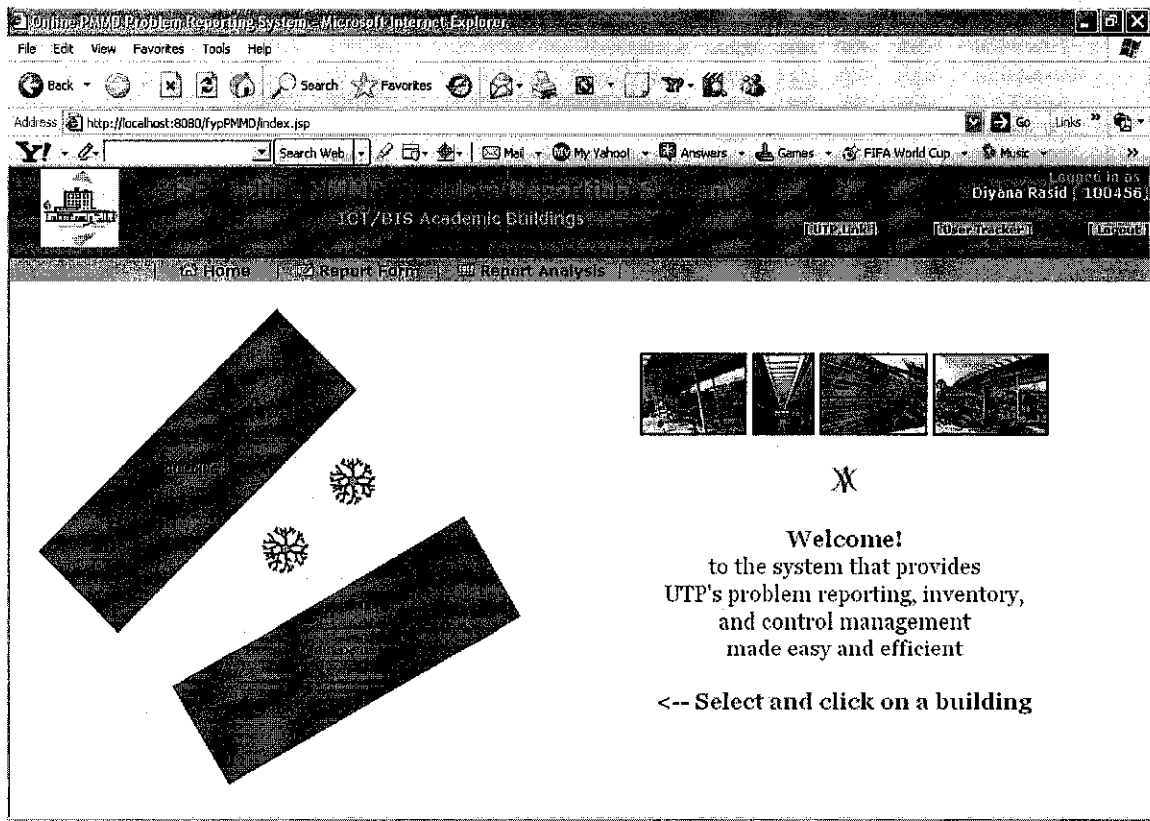 Online PMMD Problem Reporting System - Microsoft Internet Explorer
File Edit View Favorites Tools Help
Back Search Favorites
Address http://localhost:8080/fypPMMD/index.jsp Go Links »
Y! Search Web Mail My Yahoo! Answers Games FIFA World Cup Music »
Logged in as
Diyana Rasid [ 100456
ICT/BIS Academic Buildings
[UTP Link] [User Tracker] [Logout]
Home | Report Form | Report Analysis |
Welcome!
to the system that provides
UTP's problem reporting, inventory,
and control management
made easy and efficient
<-- Select and click on a building